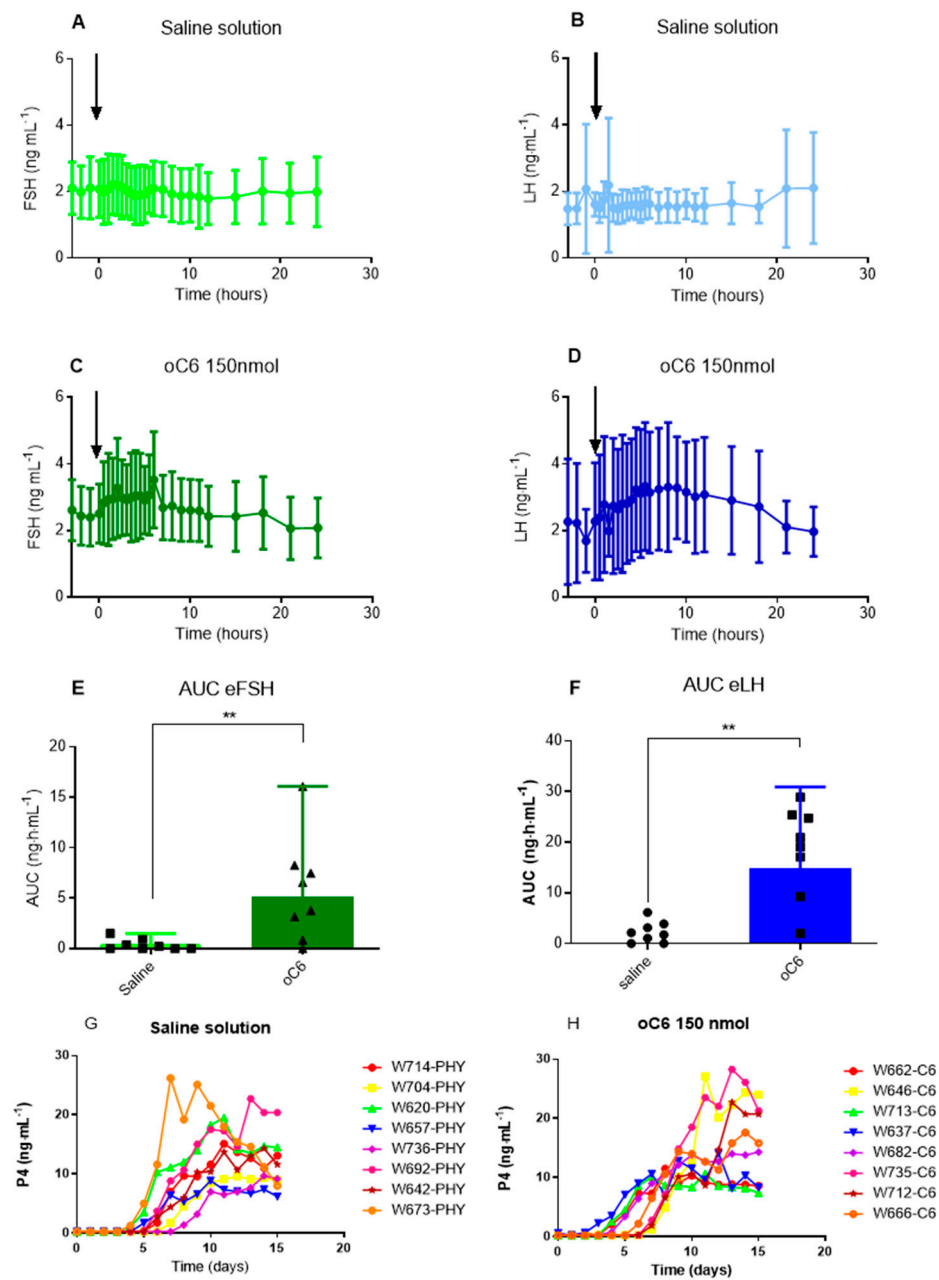 A
Saline solution
FSH (ng mL-1)
6
4
2
0
0 10 20 30
Time (hours)
B
Saline solution
LH (ng·mL-1)
6
4
2
0
0 10 20 30
Time (hours)
C
oC6 150nmol
FSH (ng mL-1)
6
4
2
0
0 10 20 30
Time (hours)
D
oC6 150nmol
LH (ng·mL-1)
6
4
2
0
0 10 20 30
Time (hours)
E
AUC eFSH
**
AUC (ng·h·mL-1)
20
15
10
5
0
Saline
oC6
F
AUC eLH
**
AUC (ng·h·mL-1)
40
30
20
10
0
saline
oC6
G
Saline solution
P4 (ng·mL-1)
30
20
10
0
0 5 10 15 20
Time (days)
W714-PHY
W704-PHY
W620-PHY
W657-PHY
W736-PHY
W692-PHY
W642-PHY
W673-PHY
H
oC6 150 nmol
P4 (ng·mL-1)
30
20
10
0
0 5 10 15 20
Time (days)
W662-C6
W646-C6
W713-C6
W637-C6
W682-C6
W735-C6
W712-C6
W666-C6